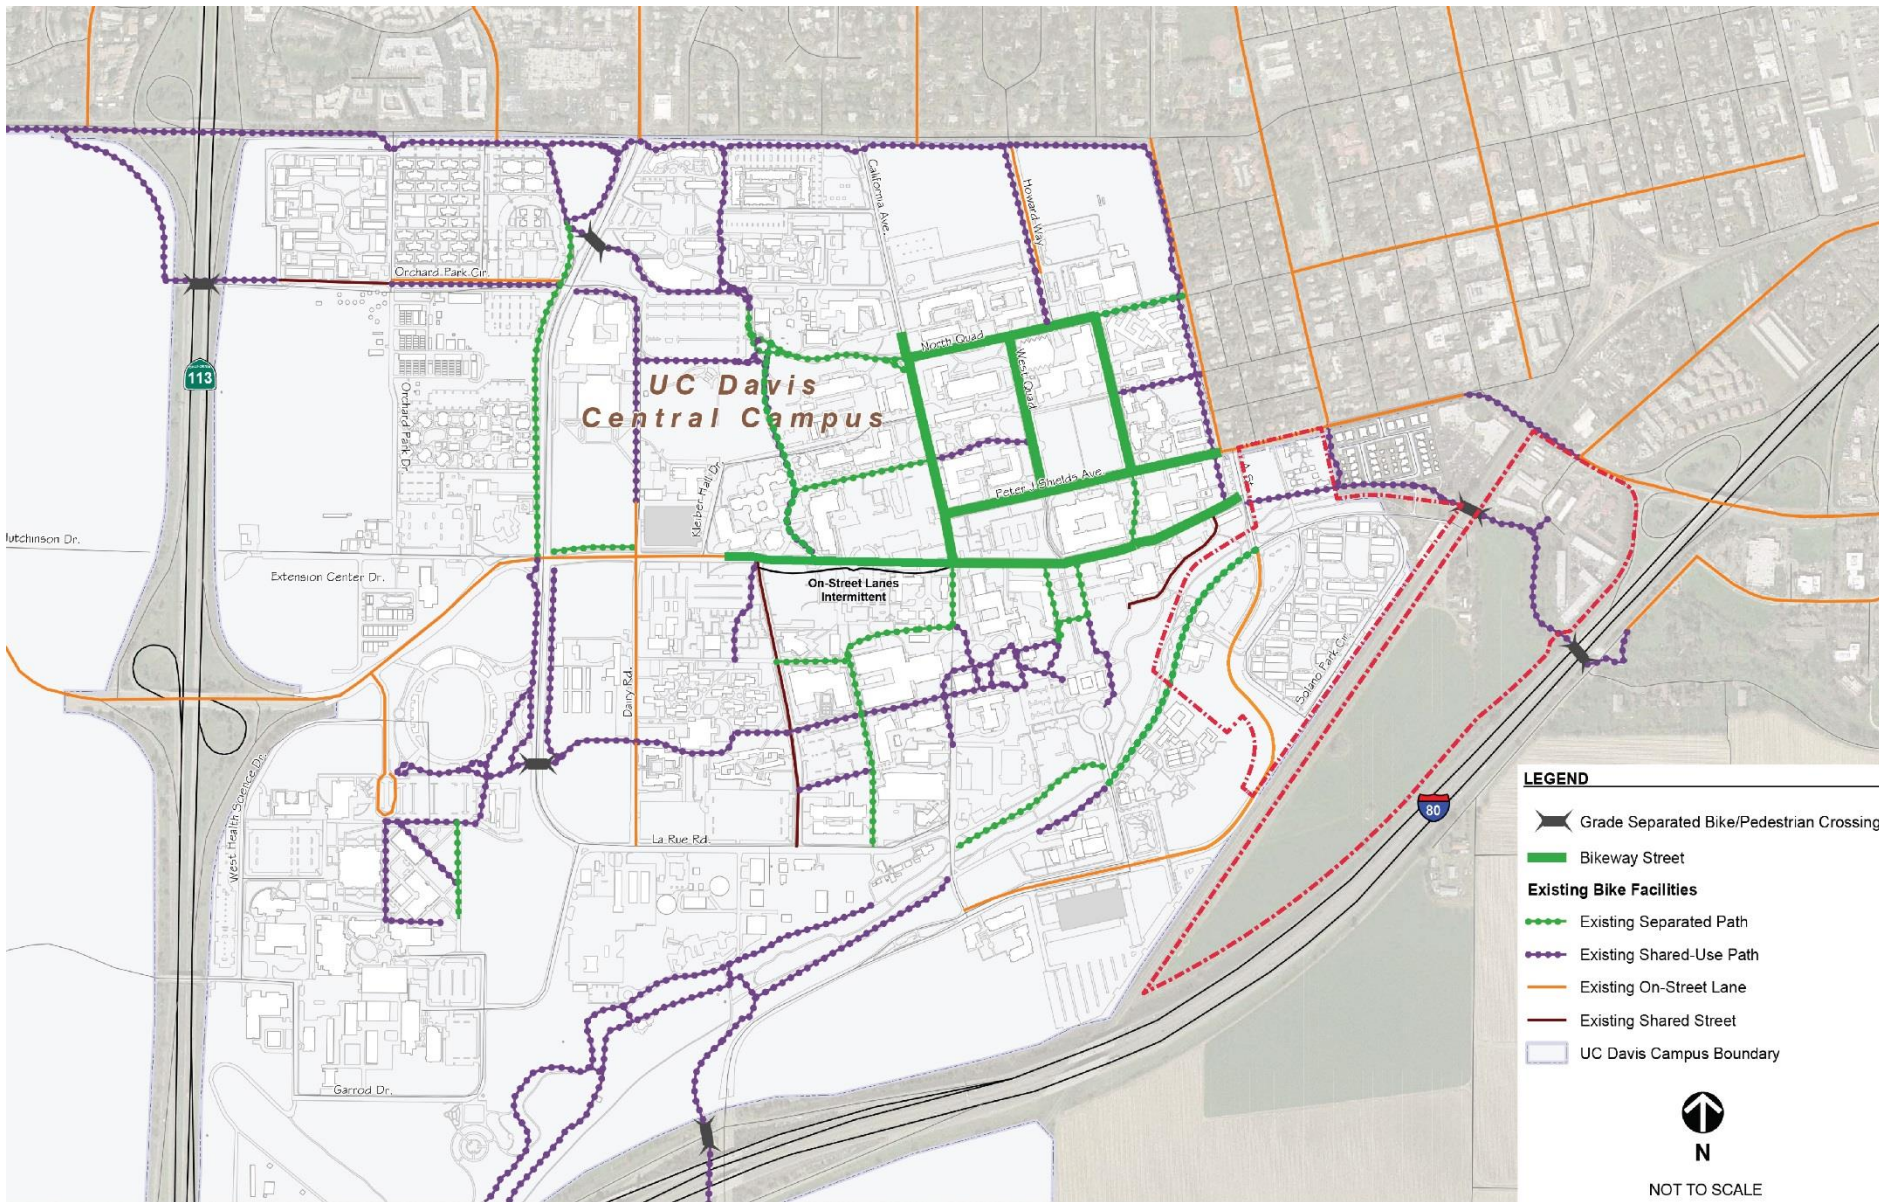 California Ave.
Howard Way
Orchard Park Cir.
North Quad
West Quad
113
UC Davis
Central Campus
Orchard Park Dr.
Kleiber Hall Dr.
Peter J Shields Ave.
A St.
Hutchinson Dr.
Extension Center Dr.
On-Street Lanes
Intermittent
Dairy Rd.
Solano Park Cir.
West Health Science Dr.
La Rue Rd.
80
Garrod Dr.
LEGEND
Grade Separated Bike/Pedestrian Crossing
Bikeway Street
Existing Bike Facilities
Existing Separated Path
Existing Shared-Use Path
Existing On-Street Lane
Existing Shared Street
UC Davis Campus Boundary
N
NOT TO SCALE